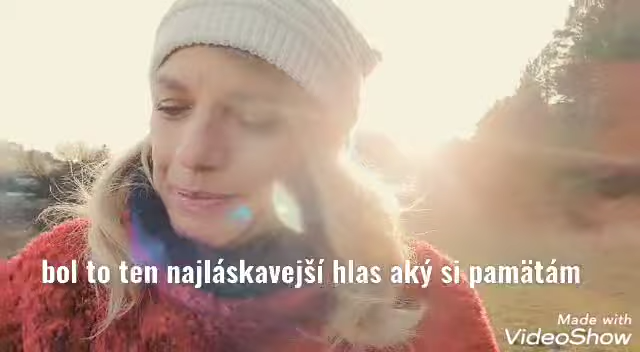 bol to ten najláskavejší hlas aký si pamätám
Made with
VideoShow